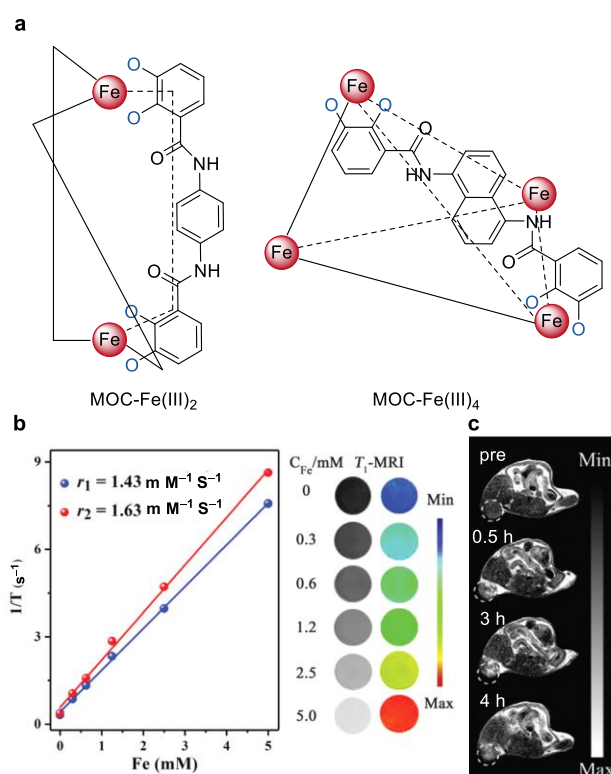 a
O
Fe
O
O
NH
NH
O
O
Fe
O
MOC-Fe(III)₂
Fe
O
O
O
HN
Fe
NH
O
Fe
O
O
Fe
MOC-Fe(III)₄
b
9
6
3
0
1/T (s⁻¹)
r₁ = 1.43 m M⁻¹ S⁻¹
r₂ = 1.63 m M⁻¹ S⁻¹
0 1 2 3 4 5
Fe (mM)
C_Fe/mM T₁-MRI
0
0.3
0.6
1.2
2.5
5.0
Min
Max
c
pre
0.5 h
3 h
4 h
Min
Max